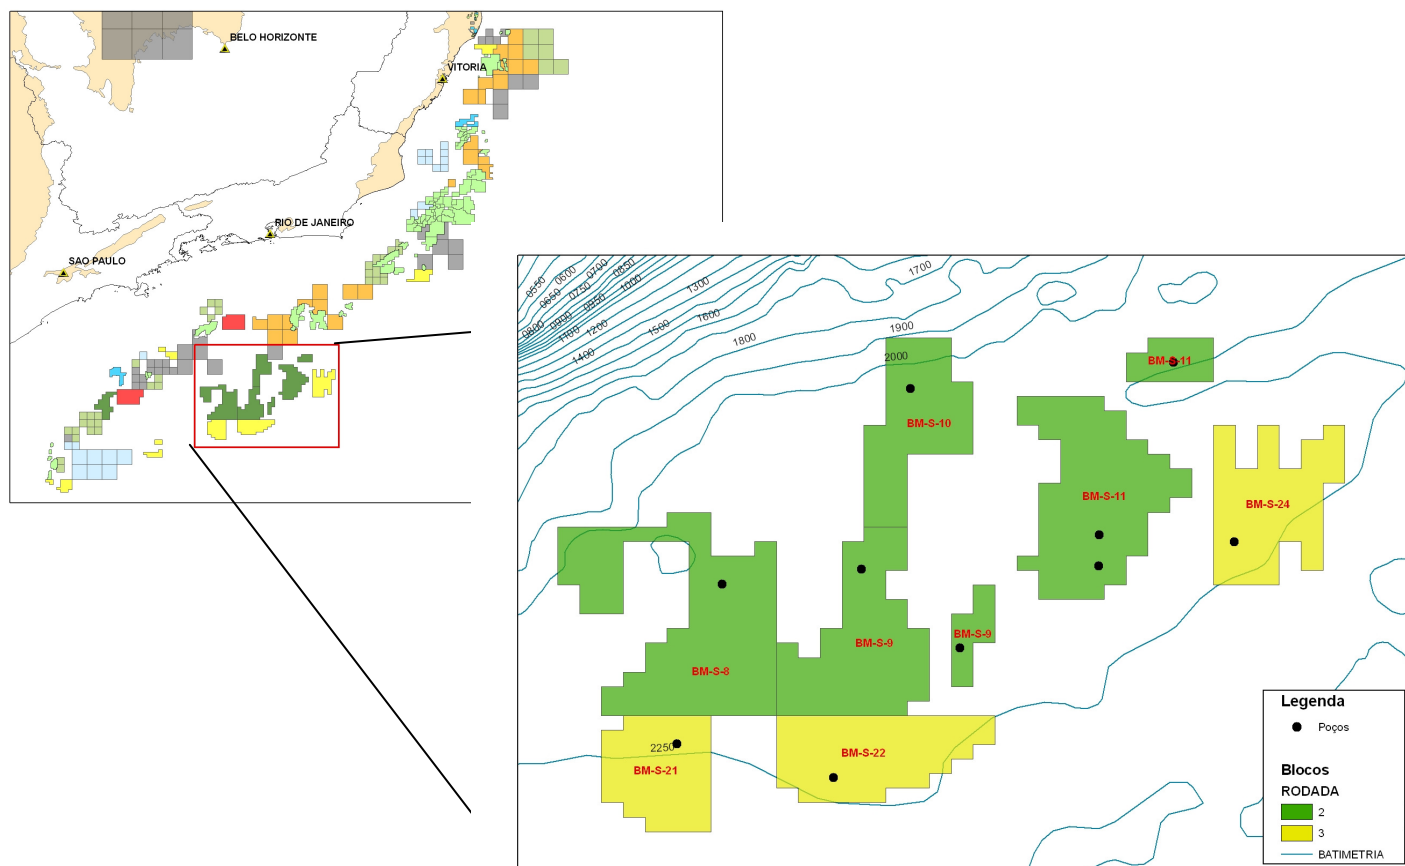 BELO HORIZONTE
VITORIA
RIO DE JANEIRO
SAO PAULO
0550
0600
0700
0850
0650
0750
0950
1000
1300
1700
0800
0900
1100
1200
1500
1600
1900
1400
1800
2000
BM-S-11
BM-S-10
BM-S-11
BM-S-24
BM-S-9
BM-S-9
BM-S-8
2250
BM-S-22
BM-S-21
Legenda
Poços
Blocos
RODADA
2
3
BATIMETRIA